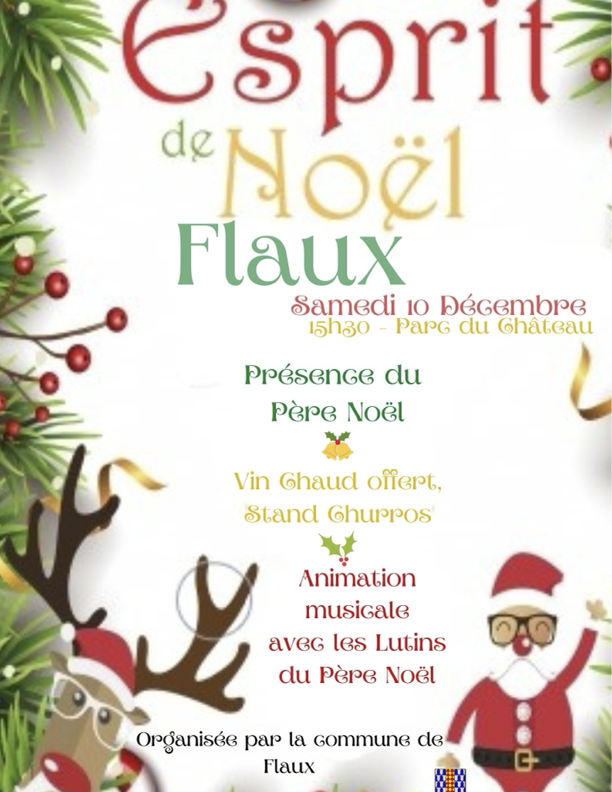 Esprit
de Noël
Flaux
Samedi 10 Décembre
15h30 - Parc du Château
Présence du
Père Noël
Vin Chaud offert,
Stand Churros
Animation
musicale
avec les Lutins
du Père Noël
Organisée par la commune de
Flaux